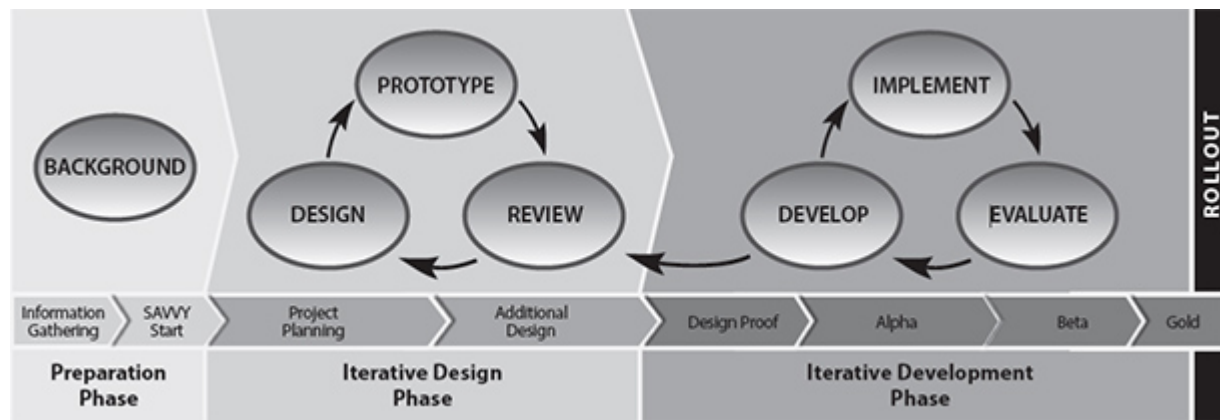 PROTOTYPE
IMPLEMENT
BACKGROUND
DESIGN
REVIEW
DEVELOP
EVALUATE
ROLLOUT
Information
Gathering
SAVVY
Start
Project
Planning
Additional
Design
Design Proof
Alpha
Beta
Gold
Preparation
Phase
Iterative Design
Phase
Iterative Development
Phase